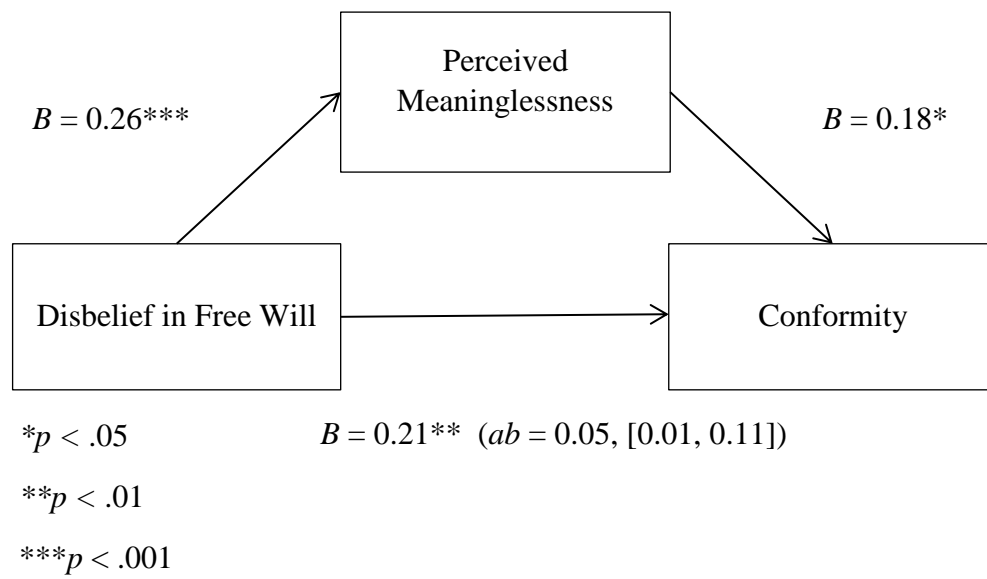 Perceived
Meaninglessness
B = 0.26***
B = 0.18*
Disbelief in Free Will
Conformity
*p < .05
B = 0.21** (ab = 0.05, [0.01, 0.11])
**p < .01
***p < .001